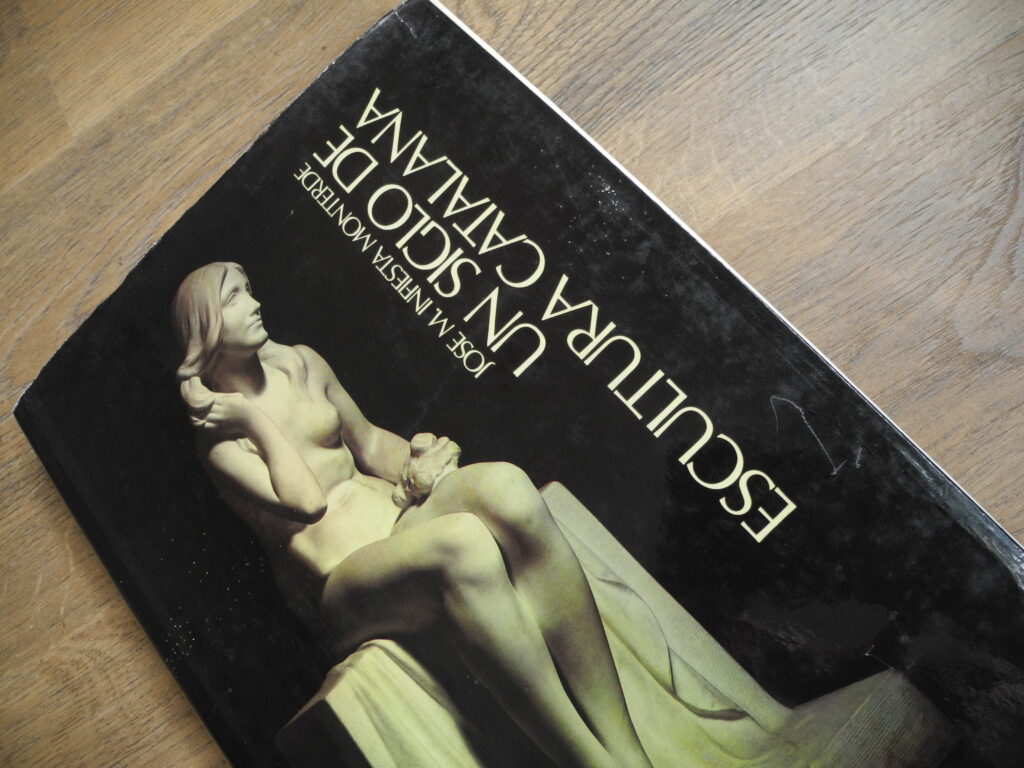 JOSE M. INFIESTA MONTERDE
UN SIGLO DE
ESCULTURA CATALANA